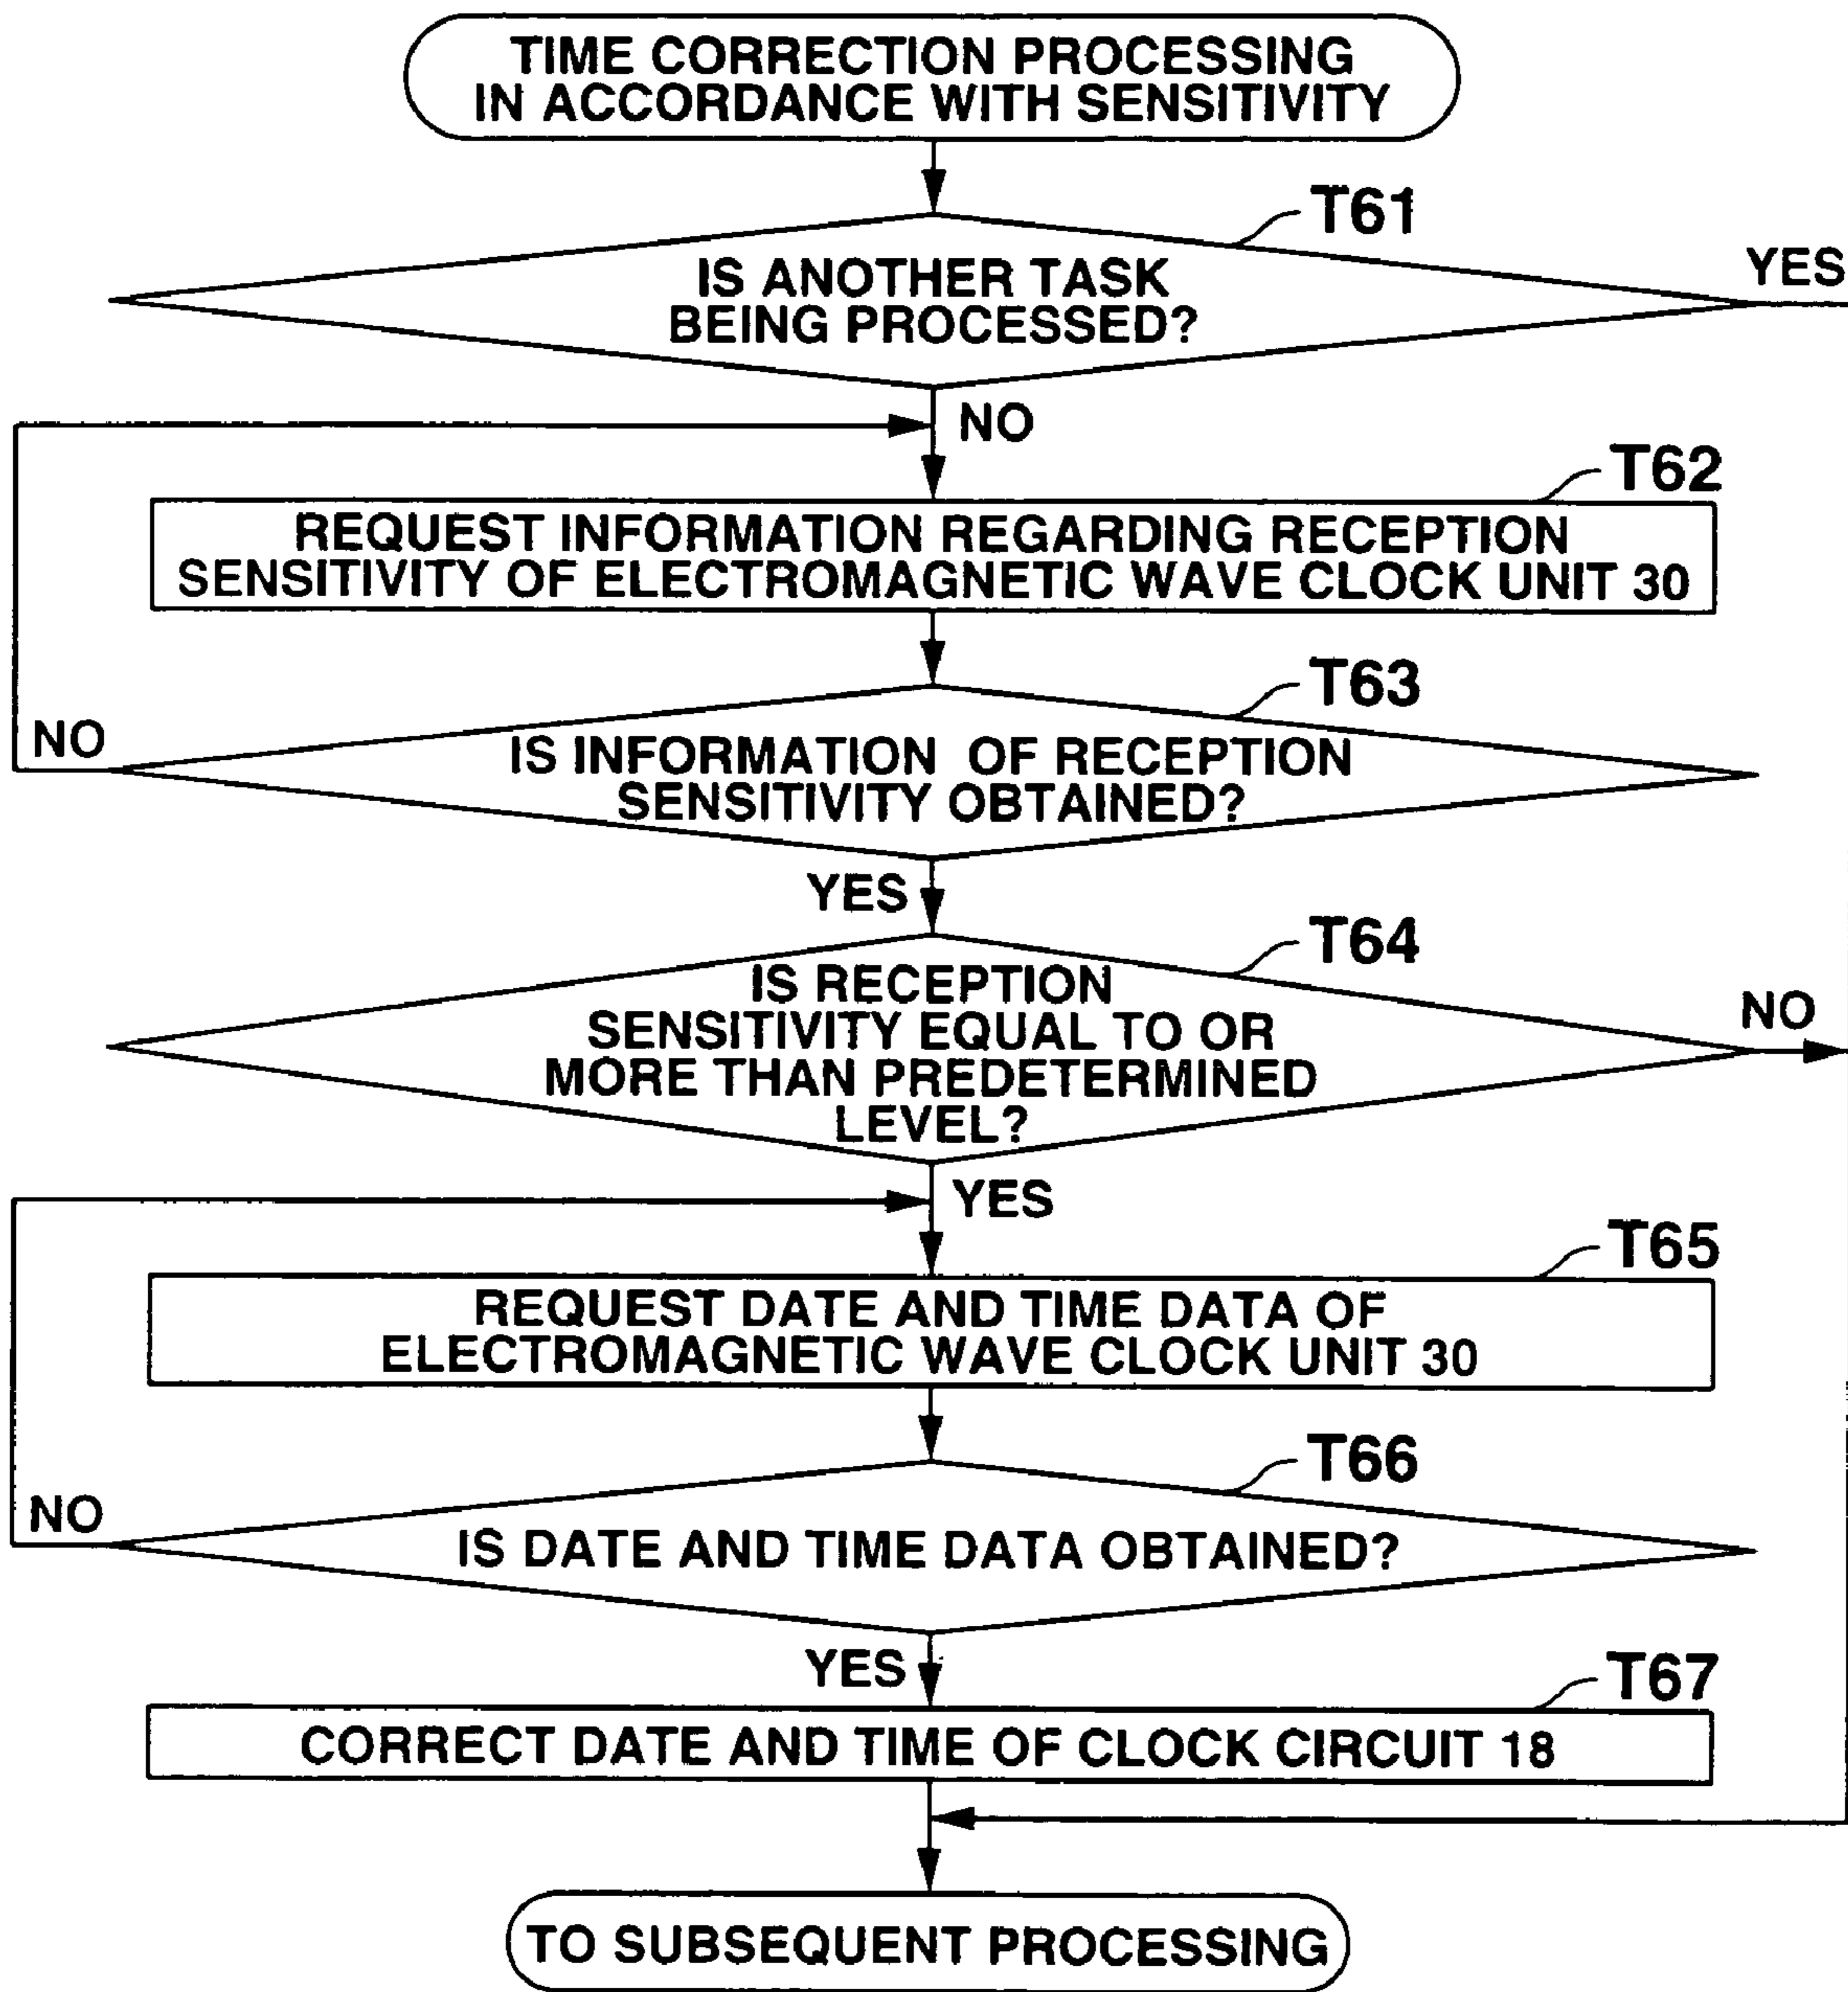 TIME CORRECTION PROCESSING
IN ACCORDANCE WITH SENSITIVITY
T61
IS ANOTHER TASK
BEING PROCESSED?
YES
NO
T62
REQUEST INFORMATION REGARDING RECEPTION
SENSITIVITY OF ELECTROMAGNETIC WAVE CLOCK UNIT 30
T63
IS INFORMATION OF RECEPTION
SENSITIVITY OBTAINED?
NO
YES
T64
IS RECEPTION
SENSITIVITY EQUAL TO OR
MORE THAN PREDETERMINED
LEVEL?
NO
YES
T65
REQUEST DATE AND TIME DATA OF
ELECTROMAGNETIC WAVE CLOCK UNIT 30
T66
IS DATE AND TIME DATA OBTAINED?
NO
YES
T67
CORRECT DATE AND TIME OF CLOCK CIRCUIT 18
TO SUBSEQUENT PROCESSING